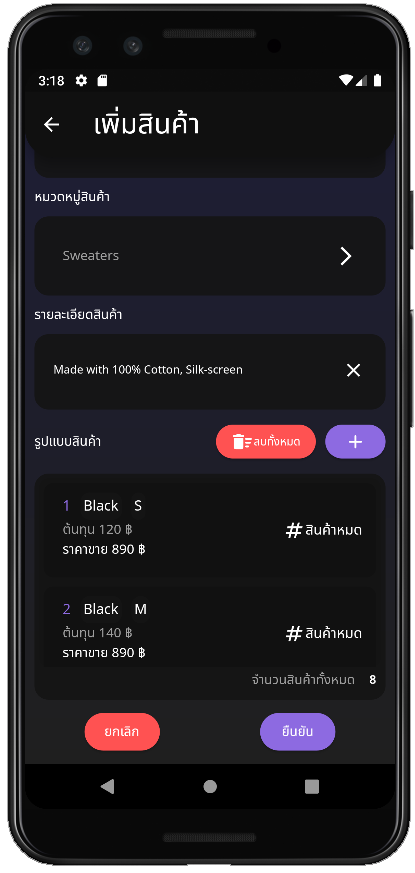 3:18
เพิ่มสินค้า
หมวดหมู่สินค้า
Sweaters
รายละเอียดสินค้า
Made with 100% Cotton, Silk-screen
รูปแบบสินค้า
ลบทั้งหมด
1 Black S
ต้นทุน 120 ฿
ราคาขาย 890 ฿
# สินค้าหมด
2 Black M
ต้นทุน 140 ฿
ราคาขาย 890 ฿
# สินค้าหมด
จำนวนสินค้าทั้งหมด 8
ยกเลิก
ยืนยัน